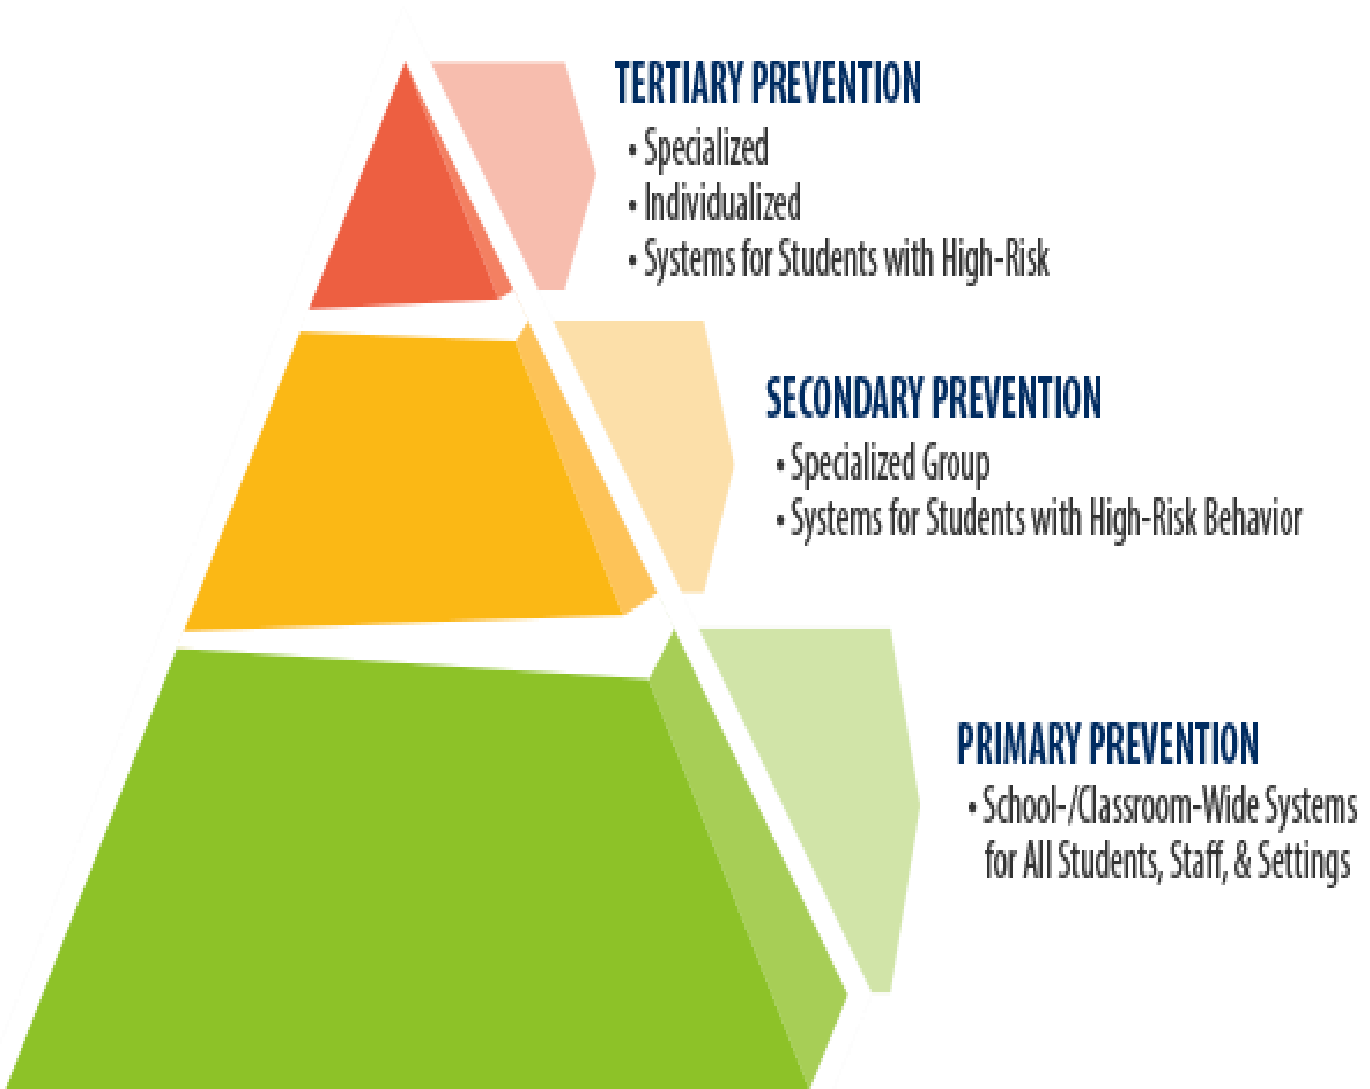 TERTIARY PREVENTION
• Specialized
• Individualized
• Systems for Students with High-Risk
SECONDARY PREVENTION
• Specialized Group
• Systems for Students with High-Risk Behavior
PRIMARY PREVENTION
• School-/Classroom-Wide Systems
for All Students, Staff, & Settings